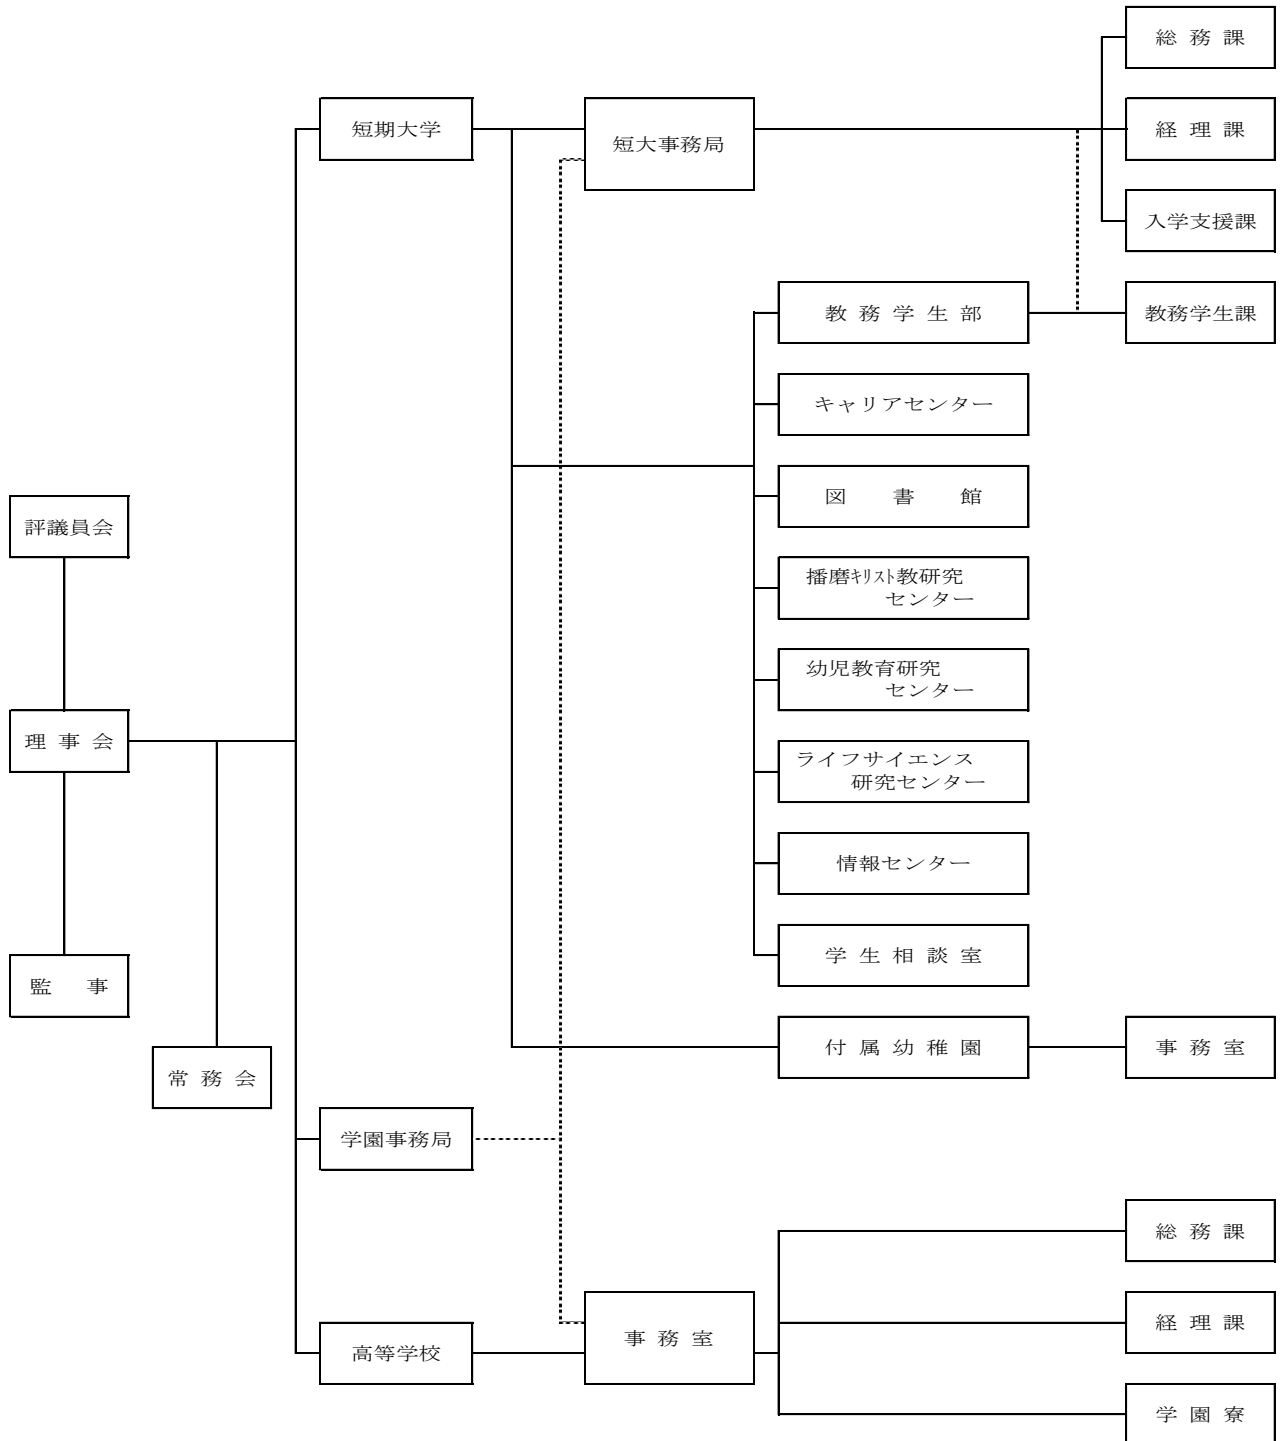 総 務 課
短期大学
短大事務局
経 理 課
入学支援課
教 務 学 生 部
教務学生課
キャリアセンター
図 書 館
評議員会
播磨ｷﾘｽﾄ教研究
センター
幼児教育研究
センター
理 事 会
ライフサイエンス
研究センター
情報センター
学 生 相 談 室
監 事
付 属 幼 稚 園
事 務 室
常 務 会
学園事務局
総 務 課
高等学校
事 務 室
経 理 課
学 園 寮